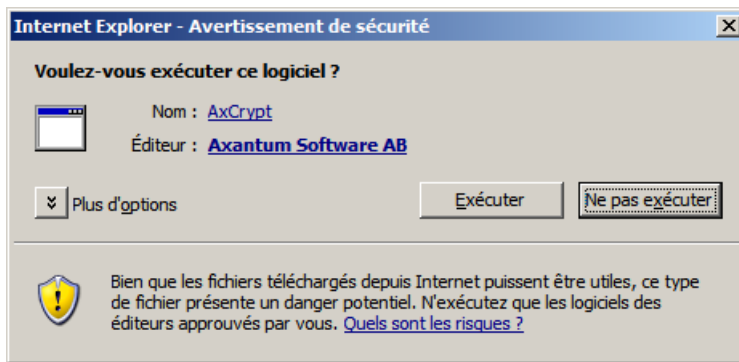 Internet Explorer - Avertissement de sécurité
Voulez-vous exécuter ce logiciel ?
Nom : AxCrypt
Éditeur : Axantum Software AB
Plus d'options
Exécuter
Ne pas exécuter
Bien que les fichiers téléchargés depuis Internet puissent être utiles, ce type
de fichier présente un danger potentiel. N'exécutez que les logiciels des
éditeurs approuvés par vous. Quels sont les risques ?